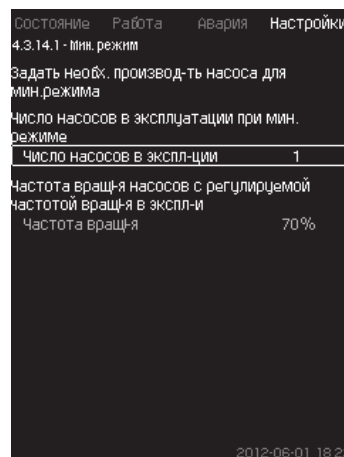 Состояние Работа Авария Настройки
4.3.14.1 - Мин. режим
Задать необх. производ-ть насоса для
мин.режима
Число насосов в эксплуатации при мин.
режиме
Число насосов в экспл-ции 1
Частота вращ-я насосов с регулируемой
частотой вращ-я в экспл-и
Частота вращ-я 70%
2012-06-01 18:2